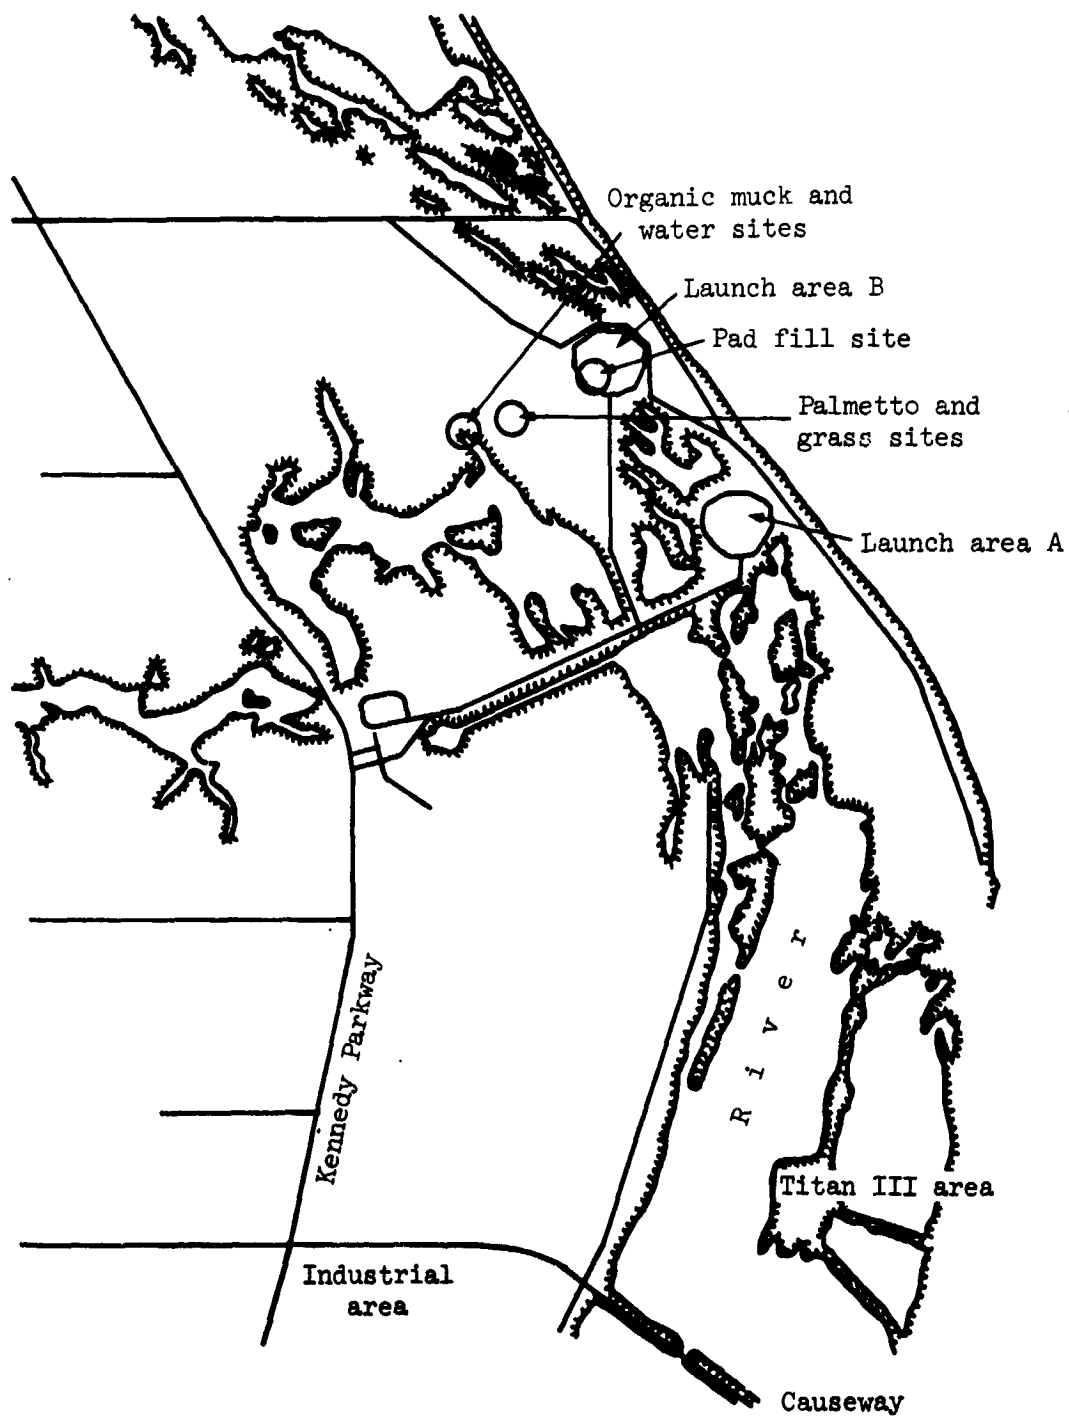 Organic muck and
water sites
Launch area B
Pad fill site
Palmetto and
grass sites
Launch area A
River
Kennedy Parkway
Titan III area
Industrial
area
Causeway